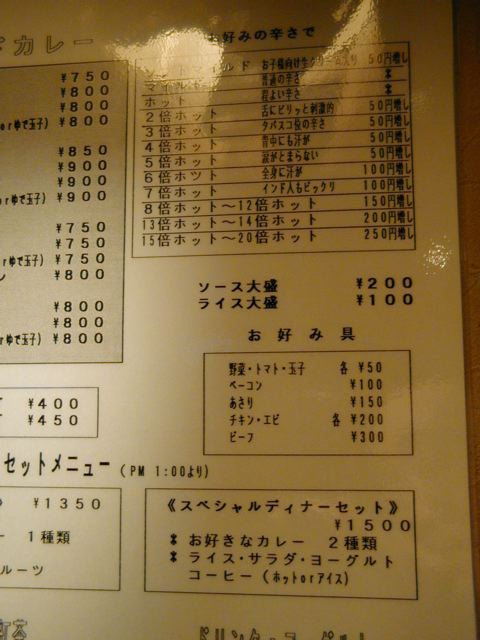 カレー
¥750
¥800
¥800
orゆで玉子) ¥800
¥850
¥900
¥900
orゆで玉子) ¥900
¥750
¥750
orゆで玉子) ¥750
¥800
¥800
¥800
orゆで玉子) ¥800
¥400
¥450
お好みの辛さで
ルド お子様向け生クリーム入り 50円増し
マイルド 普通の辛さ *
ホット 程よい辛さ *
2倍ホット 舌にピリッと刺激的 50円増し
3倍ホット タバスコ位の辛さ 50円増し
4倍ホット 背中にも汗が 50円増し
5倍ホット 涙がとまらない 50円増し
6倍ホット 全身に汗が 100円増し
7倍ホット インド人もビックリ 100円増し
8倍ホット〜12倍ホット 150円増し
13倍ホット〜14倍ホット 200円増し
15倍ホット〜20倍ホット 250円増し
ソース大盛 ¥200
ライス大盛 ¥100
お好み具
野菜・トマト・玉子 各 ¥50
ベーコン ¥100
あさり ¥150
チキン・エビ 各 ¥200
ビーフ ¥300
セットメニュー (PM 1:00より)
¥1350
1種類
ルーツ
《スペシャルディナーセット》
¥1500
* お好きなカレー 2種類
* ライス・サラダ・ヨーグルト
コーヒー(ホットorアイス)